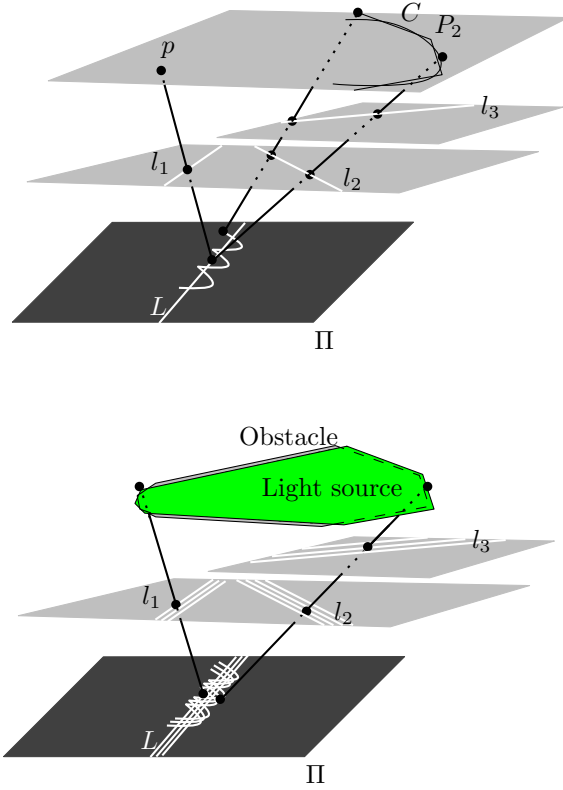 C
P₂
p
l₃
l₁
l₂
L
Π
Obstacle
Light source
l₃
l₁
l₂
L
Π